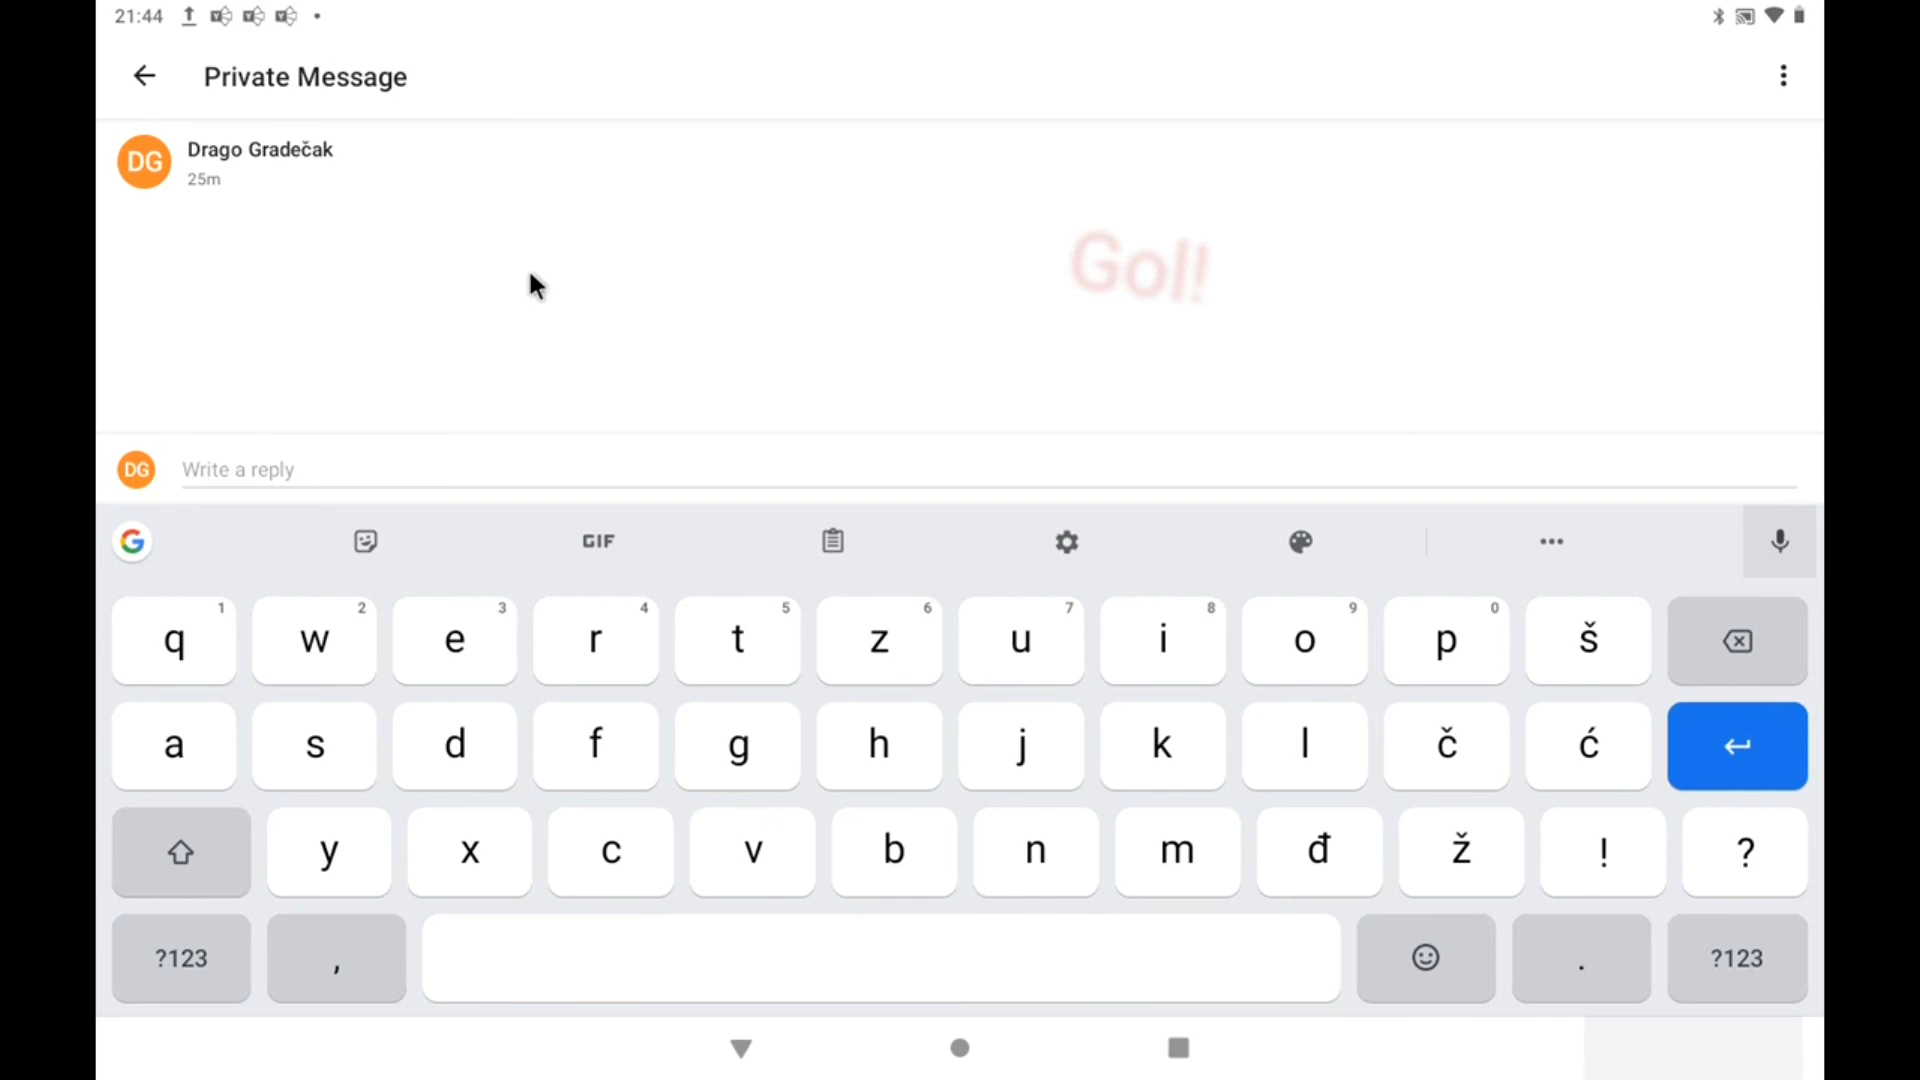 21:44
Private Message
DG Drago Gradečak
25m
Gol!
DG Write a reply
G GIF
q 1 w 2 e 3 r 4 t 5 z 6 u 7 i 8 o 9 p 0 š
a s d f g h j k l č ć
y x c v b n m đ ž ! ?
?123 , . ?123